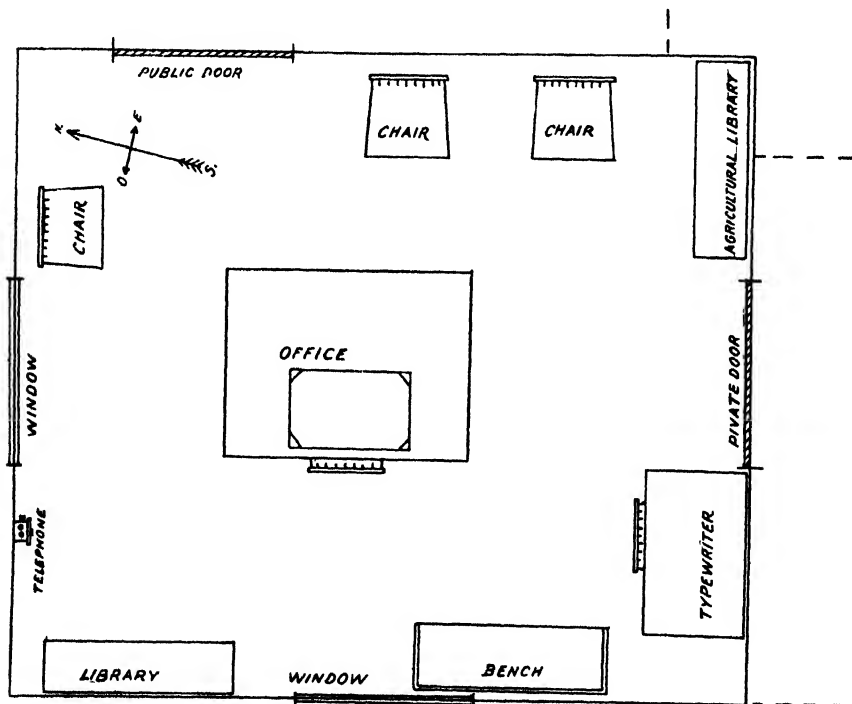 PUBLIC DOOR
N.
E
O
S.
CHAIR
CHAIR
AGRICULTURAL LIBRARY
CHAIR
WINDOW
OFFICE
PIVATE DOOR
TELEPHONE
TYPEWRITER
LIBRARY
WINDOW
BENCH